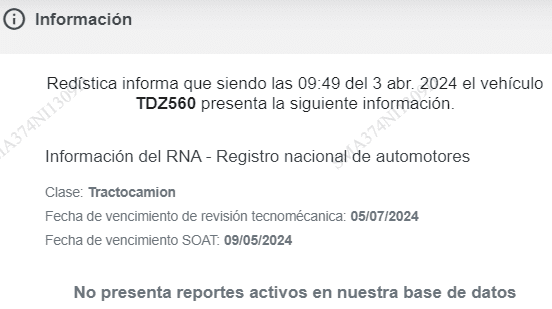 Información
Redística informa que siendo las 09:49 del 3 abr. 2024 el vehículo
TDZ560 presenta la siguiente información.
Información del RNA - Registro nacional de automotores
Clase: Tractocamion
Fecha de vencimiento de revisión tecnomécanica: 05/07/2024
Fecha de vencimiento SOAT: 09/05/2024
No presenta reportes activos en nuestra base de datos